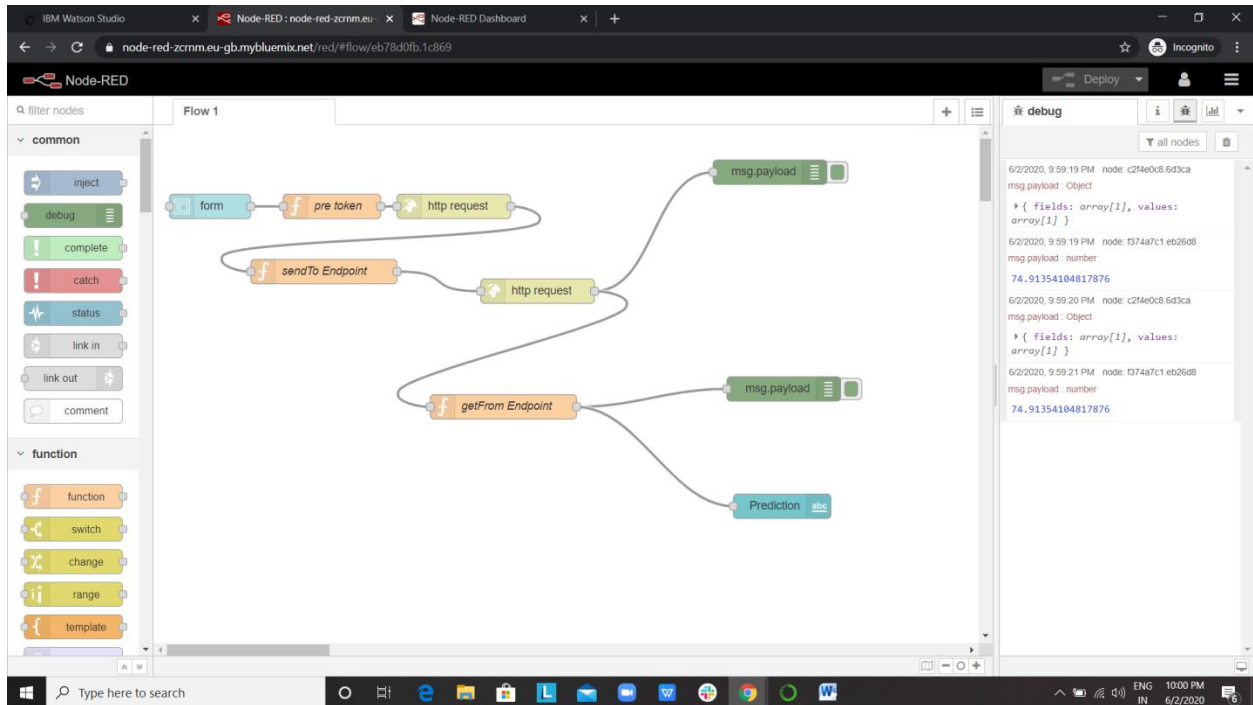 IBM Watson Studio
Node-RED : node-red-zcrnm.eu-
Node-RED Dashboard
node-red-zcrnm.eu-gb.mybluemix.net/red/#flow/eb78d0fb.1c869
Incognito
Node-RED
Deploy
filter nodes
Flow 1
debug
i
all nodes
common
inject
debug
complete
catch
status
link in
link out
comment
function
function
switch
change
range
template
form
pre token
http request
sendTo Endpoint
http request
msg.payload
getFrom Endpoint
msg.payload
Prediction
abc
6/2/2020, 9:59:19 PM node: c2f4e0c8.6d3ca
msg.payload : Object
{ fields: array[1], values:
array[1] }
6/2/2020, 9:59:19 PM node: f374a7c1.eb26d8
msg.payload : number
74.91354104817876
6/2/2020, 9:59:20 PM node: c2f4e0c8.6d3ca
msg.payload : Object
{ fields: array[1], values:
array[1] }
6/2/2020, 9:59:21 PM node: f374a7c1.eb26d8
msg.payload : number
74.91354104817876
Type here to search
L
W
W
ENG
IN
10:00 PM
6/2/2020
6